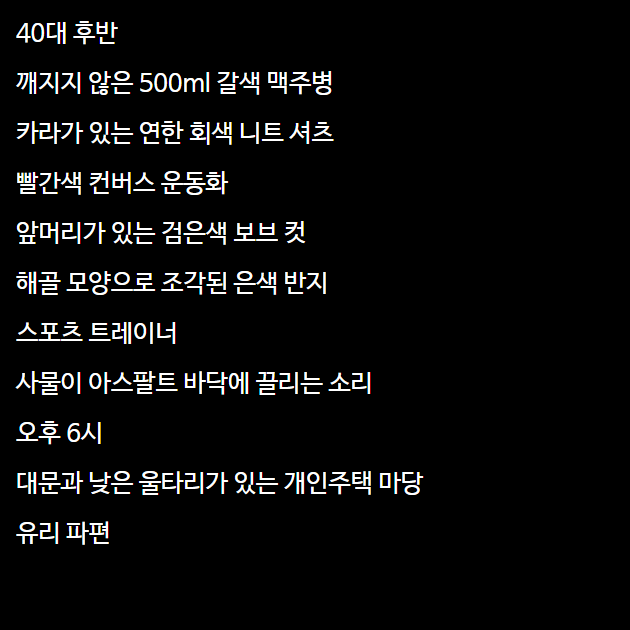 40대 후반
깨지지 않은 500ml 갈색 맥주병
카라가 있는 연한 회색 니트 셔츠
빨간색 컨버스 운동화
앞머리가 있는 검은색 보브 컷
해골 모양으로 조각된 은색 반지
스포츠 트레이너
사물이 아스팔트 바닥에 끌리는 소리
오후 6시
대문과 낮은 울타리가 있는 개인주택 마당
유리 파편